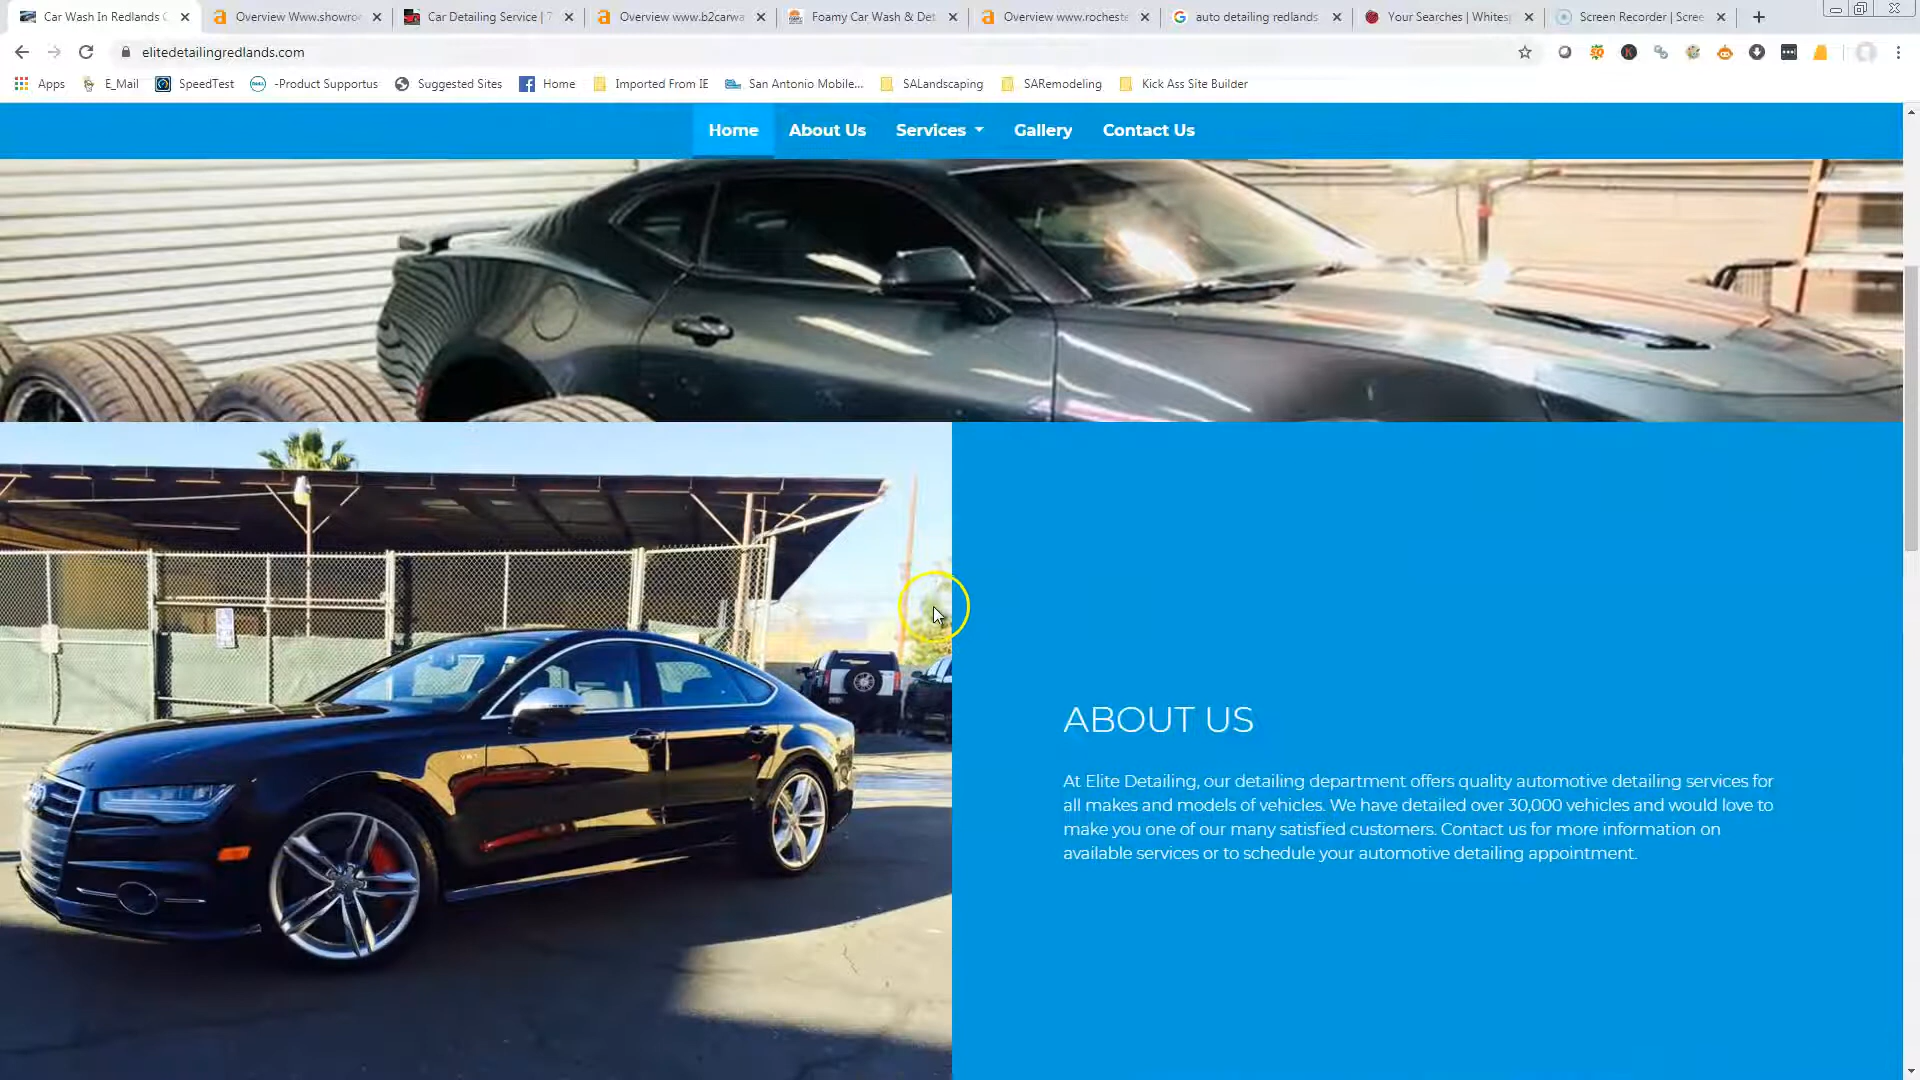 Car Wash In Redlands C
Overview Www.showroo
Car Detailing Service | 7
Overview www.b2carwa
Foamy Car Wash & Det
Overview www.rocheste
auto detailing redlands
Your Searches | Whitesp
Screen Recorder | Scree
elitedetailingredlands.com
Apps
E_Mail
SpeedTest
-Product Supportus
Suggested Sites
Home
Imported From IE
San Antonio Mobile...
SALandscaping
SARemodeling
Kick Ass Site Builder
Home
About Us
Services
Gallery
Contact Us
ABOUT US
At Elite Detailing, our detailing department offers quality automotive detailing services for
all makes and models of vehicles. We have detailed over 30,000 vehicles and would love to
make you one of our many satisfied customers. Contact us for more information on
available services or to schedule your automotive detailing appointment.